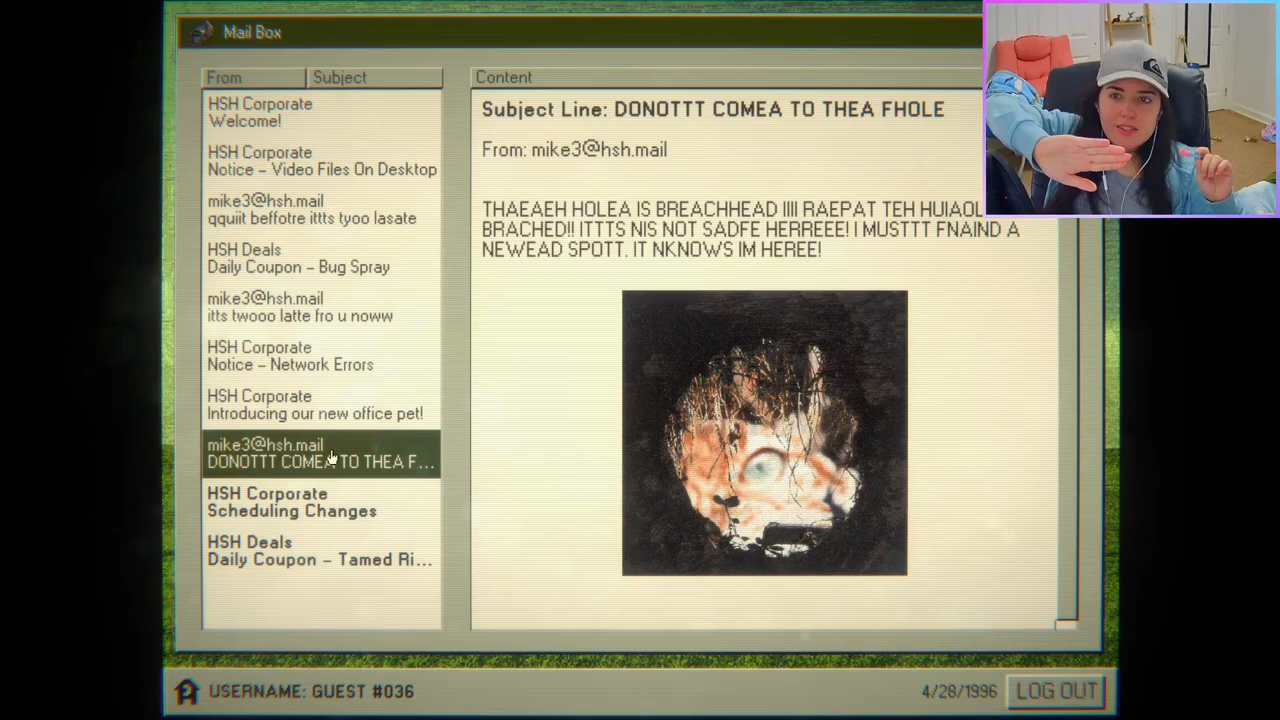 Mail Box
From
Subject
HSH Corporate
Welcome!
HSH Corporate
Notice - Video Files On Desktop
mike3@hsh.mail
qquiit beffotre ittts tyoo lasate
HSH Deals
Daily Coupon - Bug Spray
mike3@hsh.mail
itts twooo latte fro u noww
HSH Corporate
Notice - Network Errors
HSH Corporate
Introducing our new office pet!
mike3@hsh.mail
DONOTTT COMEA TO THEA F...
HSH Corporate
Scheduling Changes
HSH Deals
Daily Coupon - Tamed Ri...
Content
Subject Line: DONOTTT COMEA TO THEA FHOLE
From: mike3@hsh.mail
THAEAEH HOLEA IS BREACHHEAD IIII RAEPAT TEH HUIAOL
BRACHED!! ITTTS NIS NOT SADFE HERREEE! I MUSTTT FNAIND A
NEWEAD SPOTT. IT NKNOWS IM HEREE!
USERNAME: GUEST #036
4/28/1996
LOG OUT